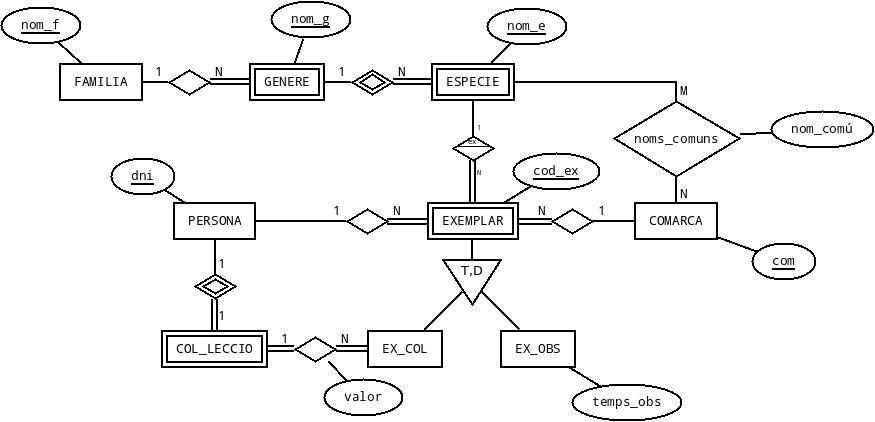 nom_f
nom_g
nom_e
FAMILIA
1
N
GENERE
1
N
ESPECIE
M
nom_comú
noms_comuns
1
ex
N
dni
cod_ex
N
PERSONA
1
N
EXEMPLAR
N
1
COMARCA
com
1
T,D
1
COL_LECCIO
1
N
EX_COL
EX_OBS
valor
temps_obs